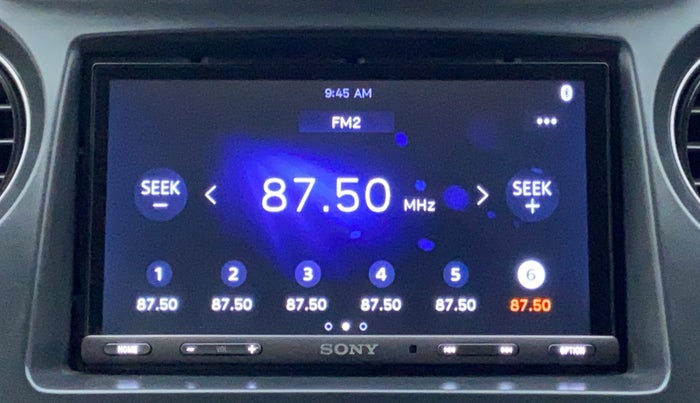 9:45 AM
FM2
SEEK
−
87.50 MHz
SEEK
+
1 2 3 4 5 6
87.50 87.50 87.50 87.50 87.50 87.50
HOME − VOL + SONY OPTION